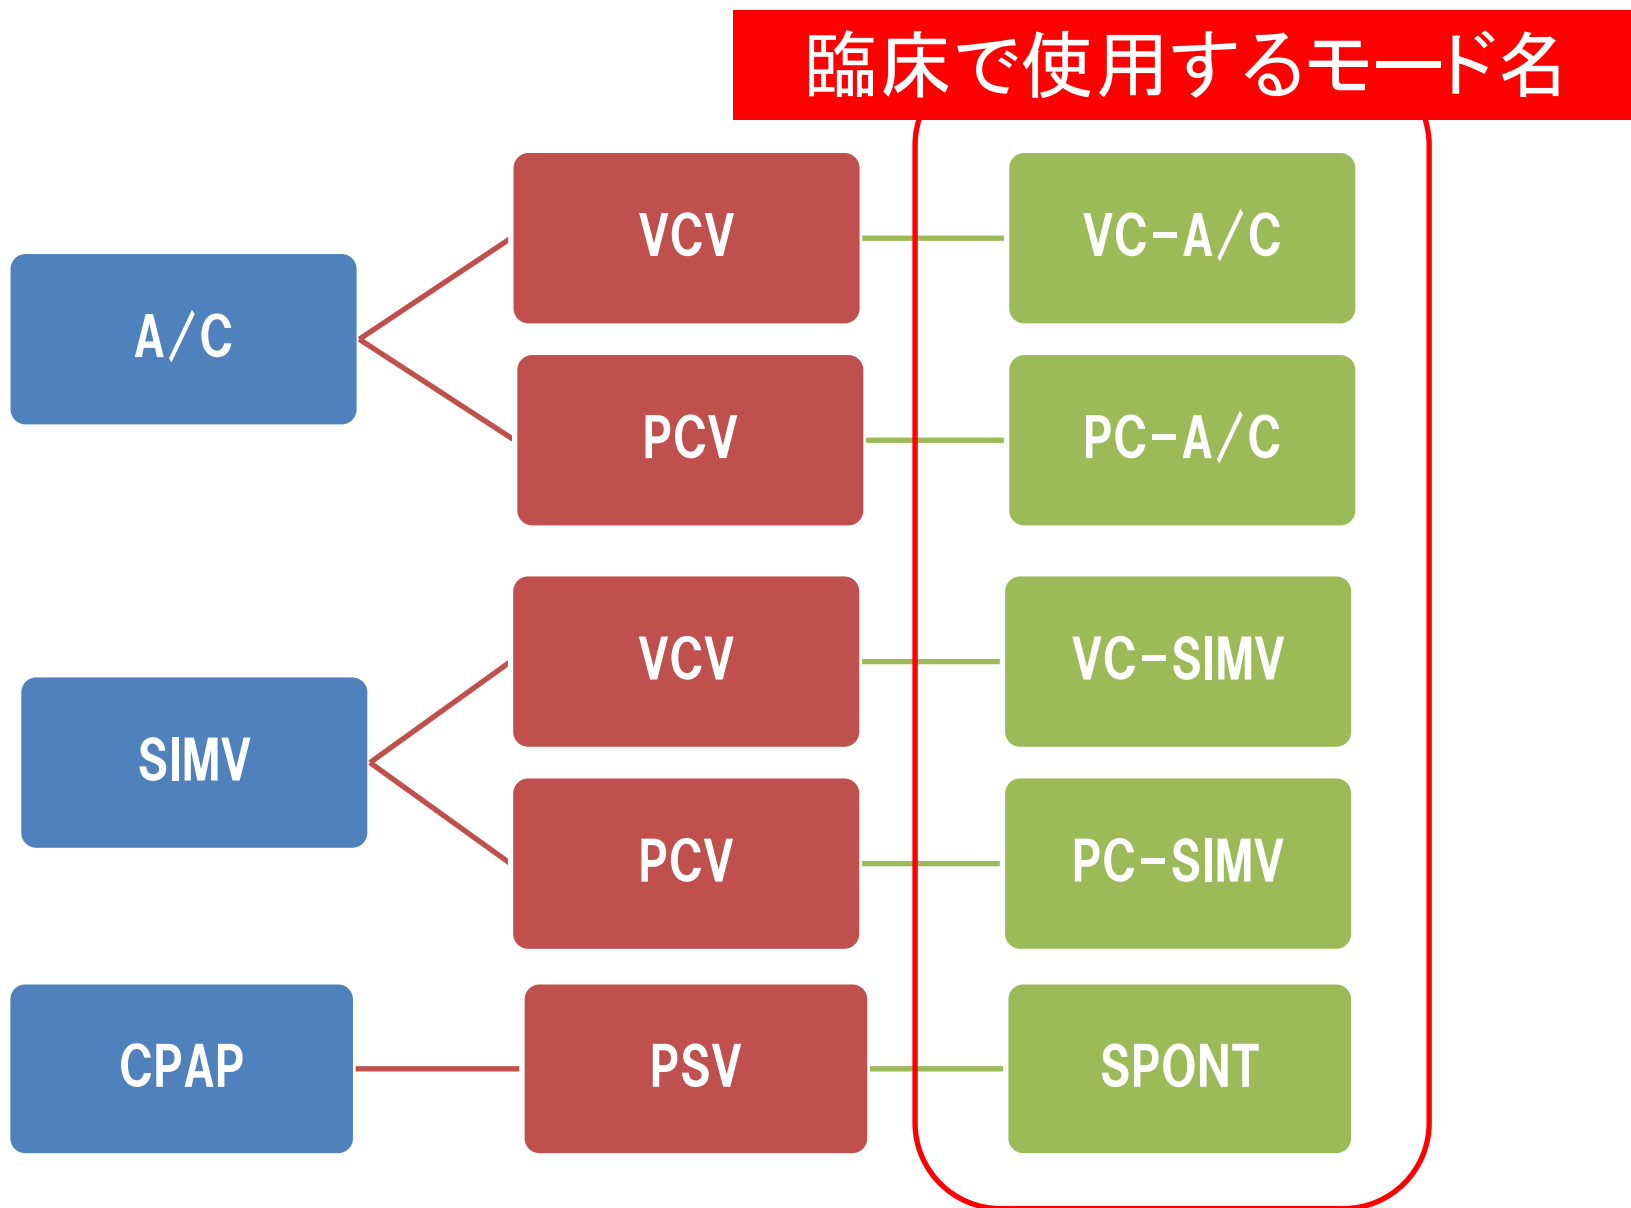 臨床で使用するモード名
VCV
VC-A/C
A/C
PCV
PC-A/C
VCV
VC-SIMV
SIMV
PCV
PC-SIMV
CPAP
PSV
SPONT